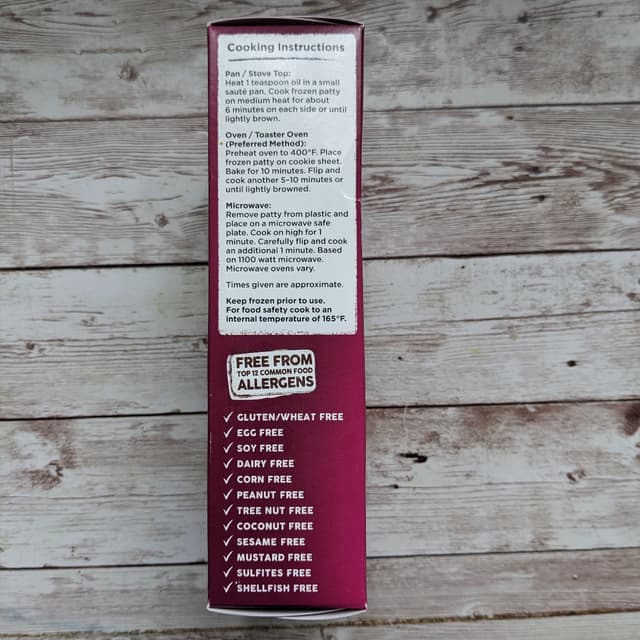 Cooking Instructions
Pan / Stove Top:
Heat 1 teaspoon oil in a small
sauté pan. Cook frozen patty
on medium heat for about
6 minutes on each side or until
lightly brown.
Oven / Toaster Oven
(Preferred Method):
Preheat oven to 400°F. Place
frozen patty on cookie sheet.
Bake for 10 minutes. Flip and
cook another 5-10 minutes or
until lightly browned.
Microwave:
Remove patty from plastic and
place on a microwave safe
plate. Cook on high for 1
minute. Carefully flip and cook
an additional 1 minute. Based
on 1100 watt microwave.
Microwave ovens vary.
Times given are approximate.
Keep frozen prior to use.
For food safety cook to an
internal temperature of 165°F.
FREE FROM
TOP 12 COMMON FOOD
ALLERGENS
✓ GLUTEN/WHEAT FREE
✓ EGG FREE
✓ SOY FREE
✓ DAIRY FREE
✓ CORN FREE
✓ PEANUT FREE
✓ TREE NUT FREE
✓ COCONUT FREE
✓ SESAME FREE
✓ MUSTARD FREE
✓ SULFITES FREE
✓ SHELLFISH FREE